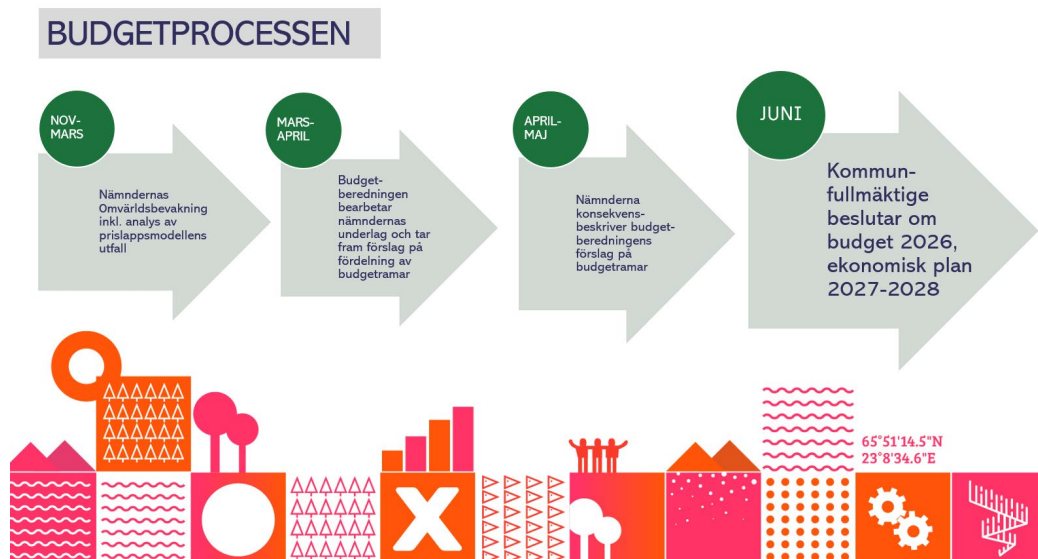 BUDGETPROCESSEN
NOV-
MARS
Nämndernas
Omvärldsbevakning
inkl. analys av
prislappsmodellens
utfall
MARS-
APRIL
Budget-
beredningen
bearbetar
nämndernas
underlag och tar
fram förslag på
fördelning av
budgetramar
APRIL-
MAJ
Nämnderna
konsekvens-
beskriver budget-
beredningens
förslag på
budgetramar
JUNI
Kommun-
fullmäktige
beslutar om
budget 2026,
ekonomisk plan
2027-2028
65°51'14.5"N
23°8'34.6"E